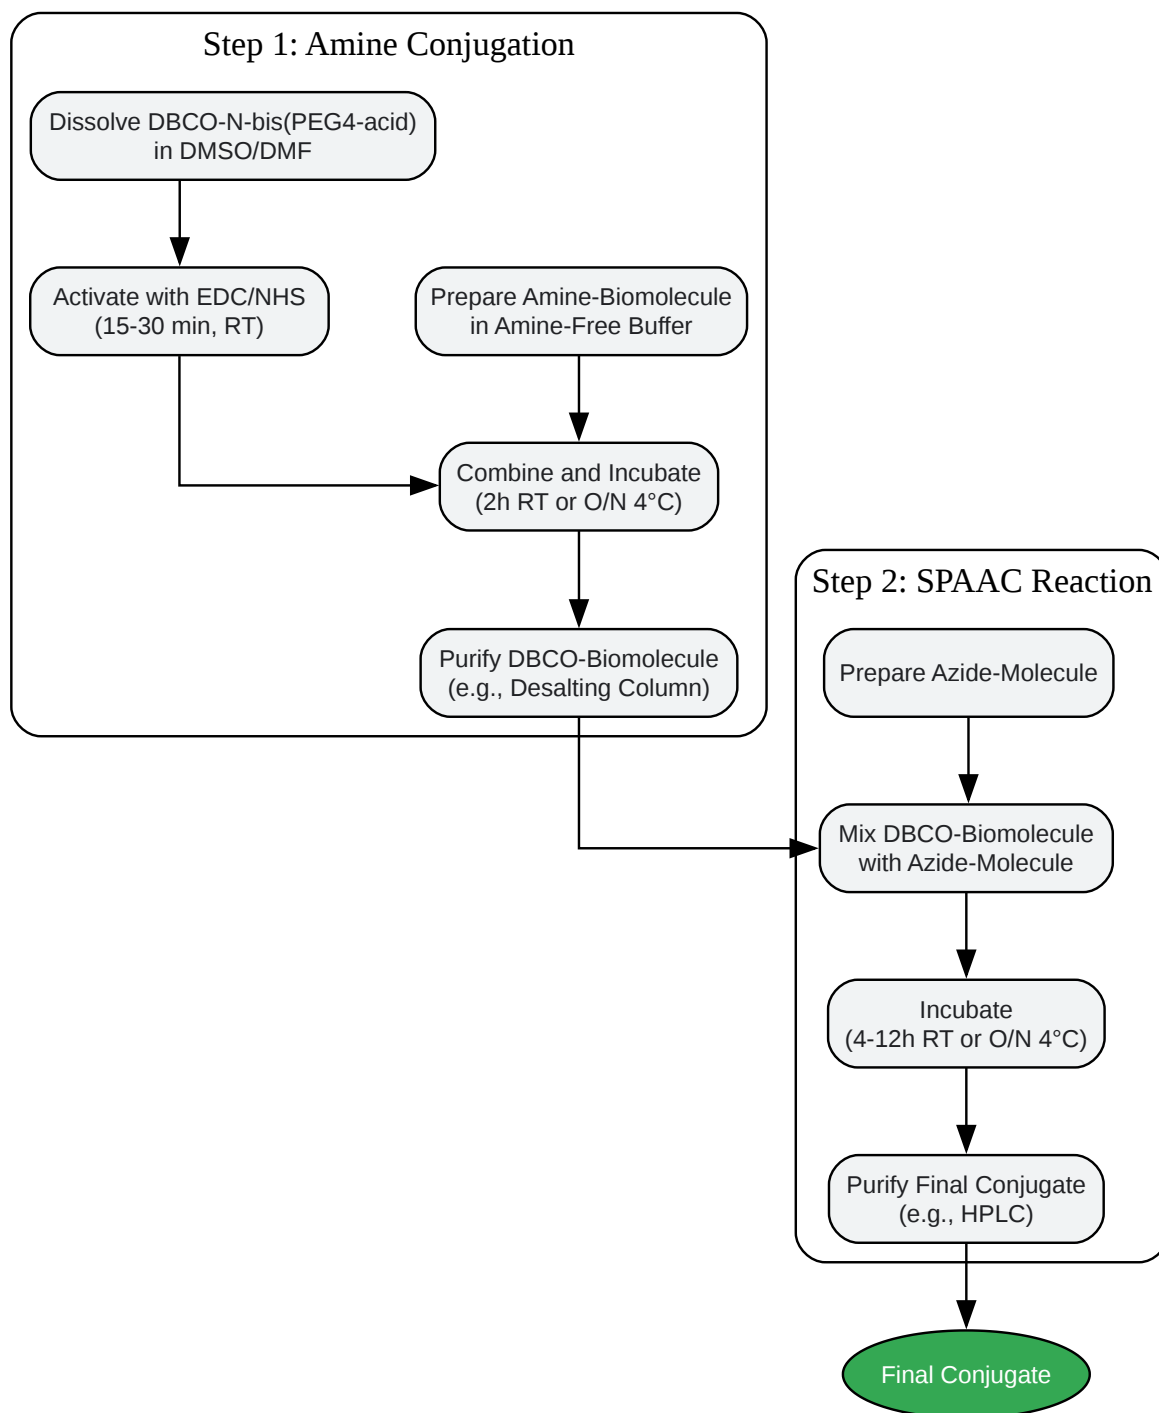 Step 1: Amine Conjugation
Dissolve DBCO-N-bis(PEG4-acid)
in DMSO/DMF
Activate with EDC/NHS
(15-30 min, RT)
Prepare Amine-Biomolecule
in Amine-Free Buffer
Combine and Incubate
(2h RT or O/N 4°C)
Purify DBCO-Biomolecule
(e.g., Desalting Column)
Step 2: SPAAC Reaction
Prepare Azide-Molecule
Mix DBCO-Biomolecule
with Azide-Molecule
Incubate
(4-12h RT or O/N 4°C)
Purify Final Conjugate
(e.g., HPLC)
Final Conjugate